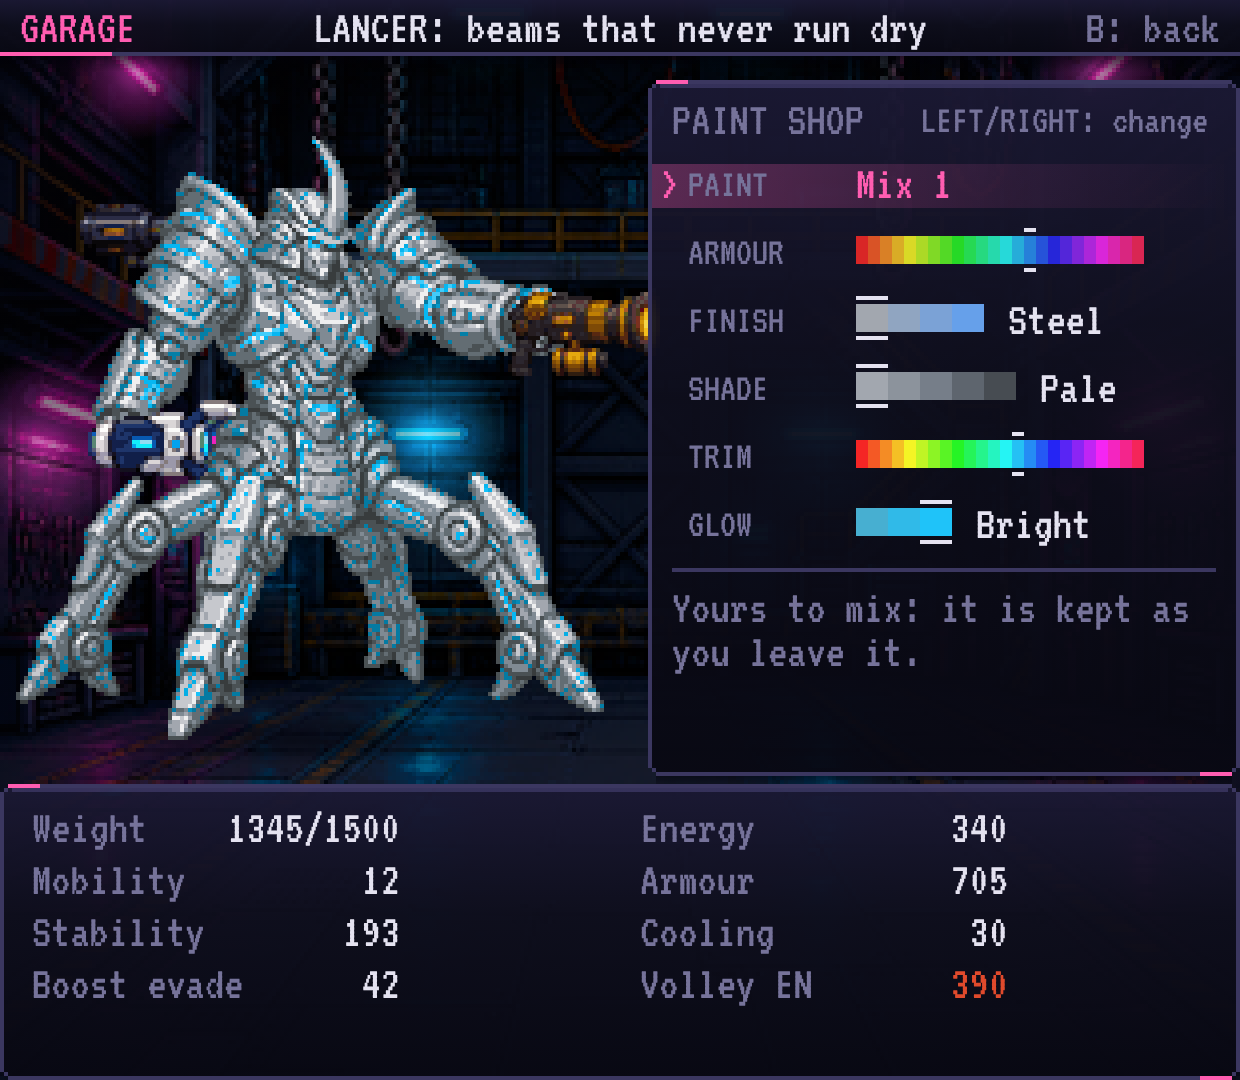 GARAGE LANCER: beams that never run dry B: back
PAINT SHOP LEFT/RIGHT: change
PAINT Mix 1
ARMOUR
FINISH Steel
SHADE Pale
TRIM
GLOW Bright
Yours to mix: it is kept as
you leave it.
Weight 1345/1500 Energy 340
Mobility 12 Armour 705
Stability 193 Cooling 30
Boost evade 42 Volley EN 390